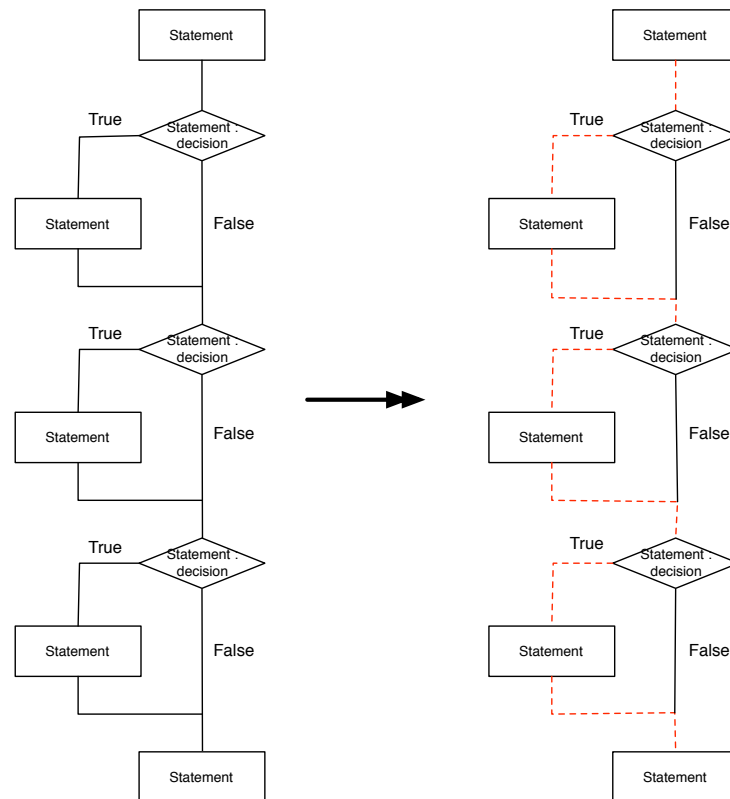 Statement
True
Statement :
decision
Statement
False
True
Statement :
decision
Statement
False
True
Statement :
decision
Statement
False
Statement
Statement
True
Statement :
decision
Statement
False
True
Statement :
decision
Statement
False
True
Statement :
decision
Statement
False
Statement